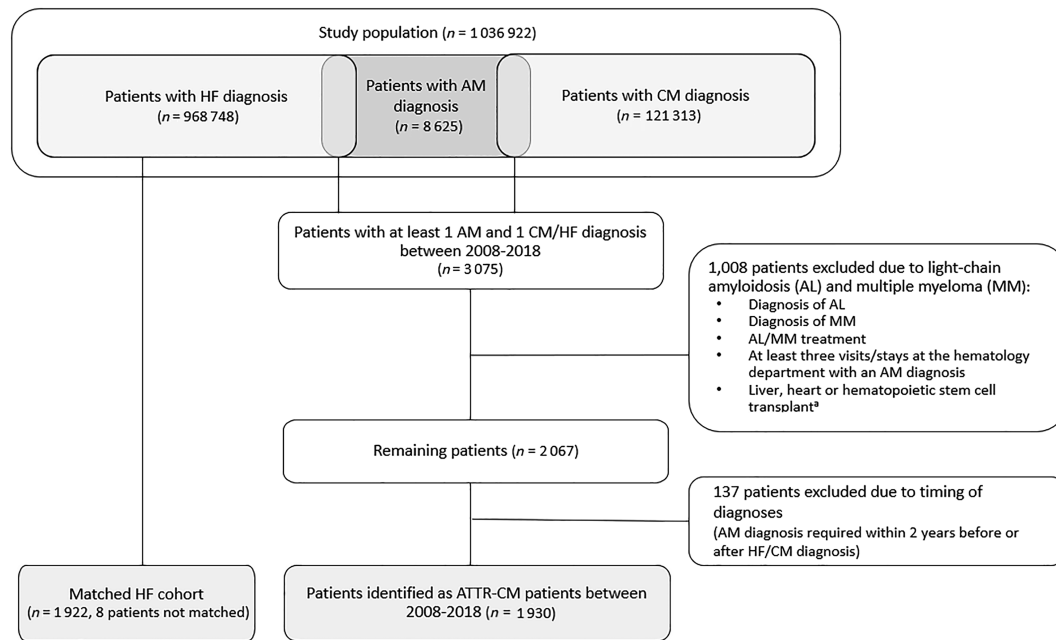 Study population (n = 1 036 922)
Patients with HF diagnosis
(n = 968 748)
Patients with AM
diagnosis
(n = 8 625)
Patients with CM diagnosis
(n = 121 313)
Patients with at least 1 AM and 1 CM/HF diagnosis
between 2008-2018
(n = 3 075)
1,008 patients excluded due to light-chain
amyloidosis (AL) and multiple myeloma (MM):
• Diagnosis of AL
• Diagnosis of MM
• AL/MM treatment
• At least three visits/stays at the hematology
department with an AM diagnosis
• Liver, heart or hematopoietic stem cell
transplantᵃ
Remaining patients (n = 2 067)
137 patients excluded due to timing of
diagnoses
(AM diagnosis required within 2 years before or
after HF/CM diagnosis)
Matched HF cohort
(n = 1 922, 8 patients not matched)
Patients identified as ATTR-CM patients between
2008-2018 (n = 1 930)